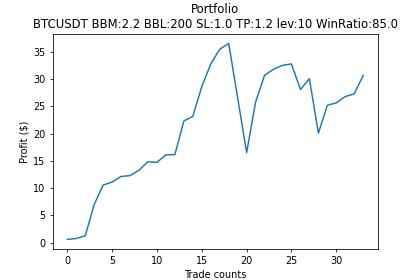 Portfolio
BTCUSDT BBM:2.2 BBL:200 SL:1.0 TP:1.2 lev:10 WinRatio:85.0
35
30
25
20
15
10
5
0
Profit ($)
0 5 10 15 20 25 30
Trade counts